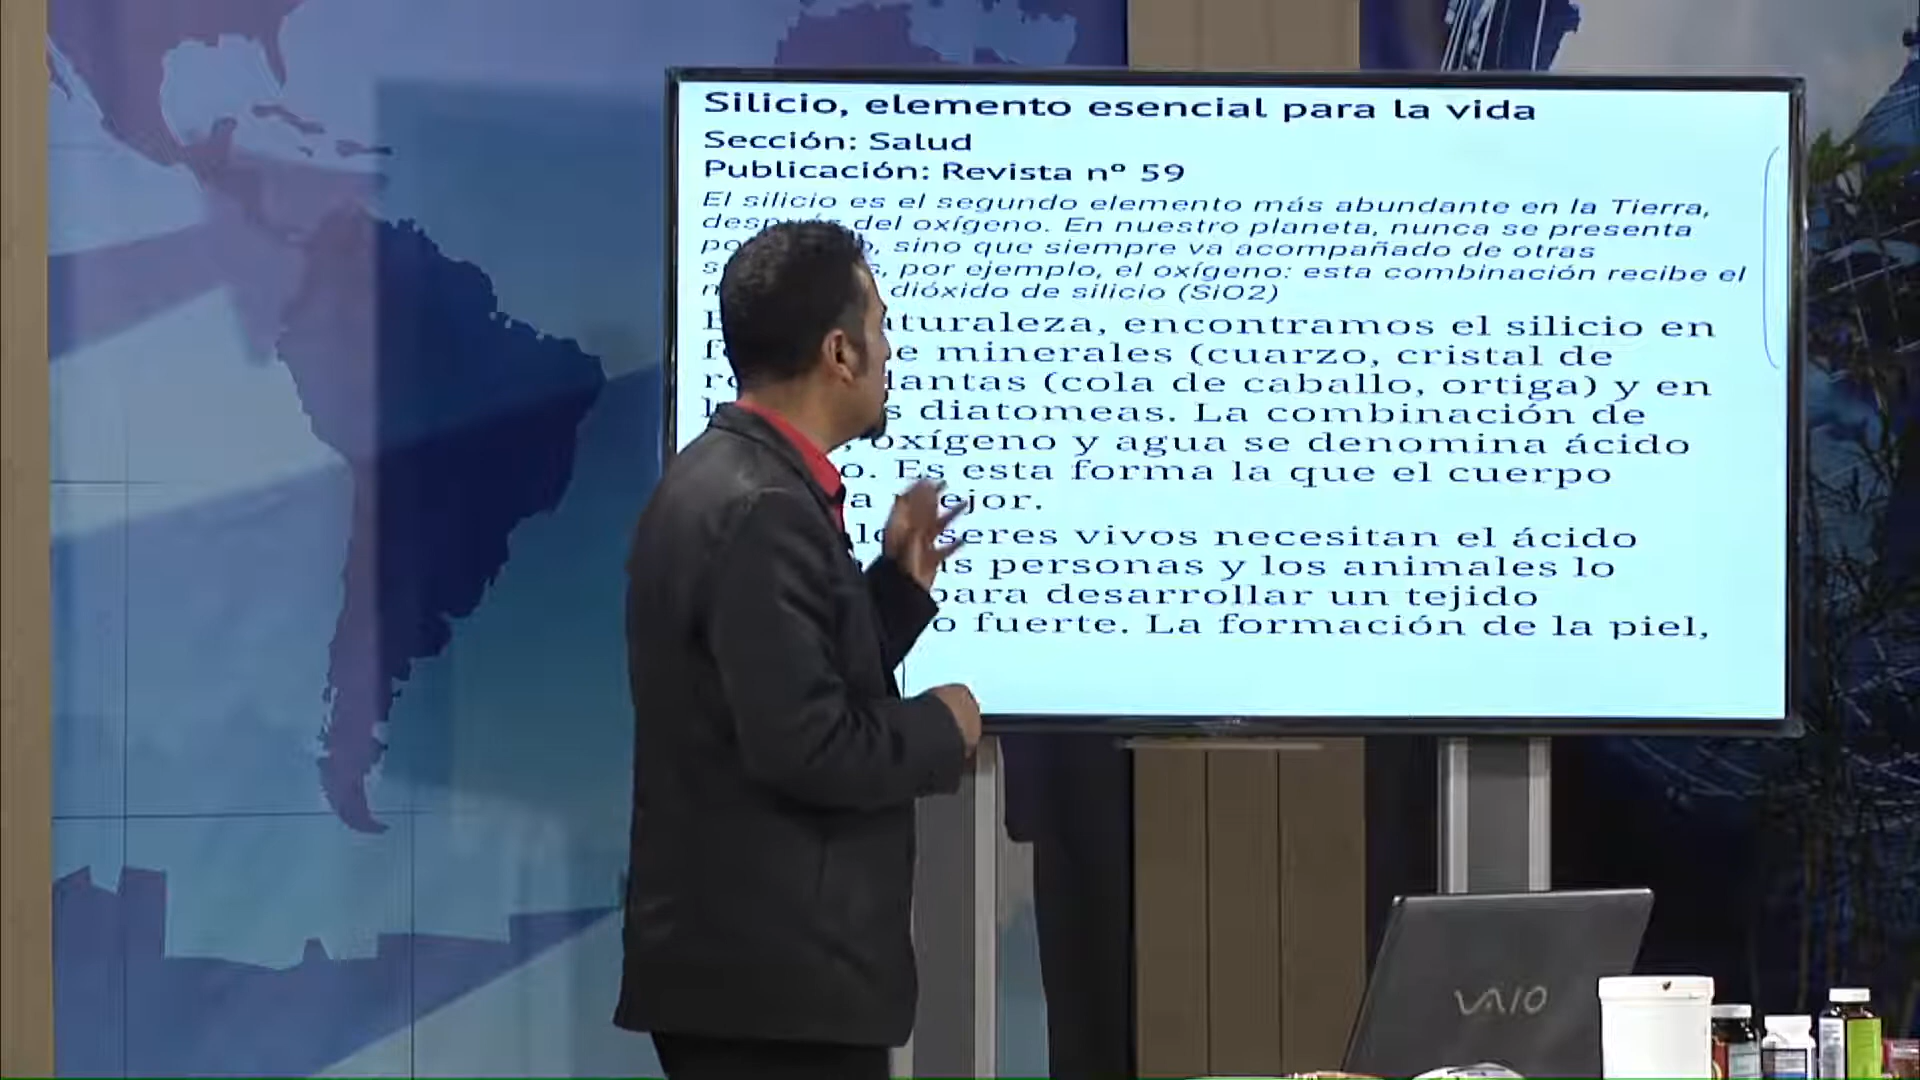 Silicio, elemento esencial para la vida
Sección: Salud
Publicación: Revista nº 59
El silicio es el segundo elemento más abundante en la Tierra,
después del oxígeno. En nuestro planeta, nunca se presenta
sino que siempre va acompañado de otras
por ejemplo, el oxígeno: esta combinación recibe el
dióxido de silicio (SiO2)
naturaleza, encontramos el silicio en
de minerales (cuarzo, cristal de
plantas (cola de caballo, ortiga) y en
diatomeas. La combinación de
oxígeno y agua se denomina ácido
Es esta forma la que el cuerpo
mejor.
seres vivos necesitan el ácido
personas y los animales lo
para desarrollar un tejido
fuerte. La formación de la piel,
VAIO